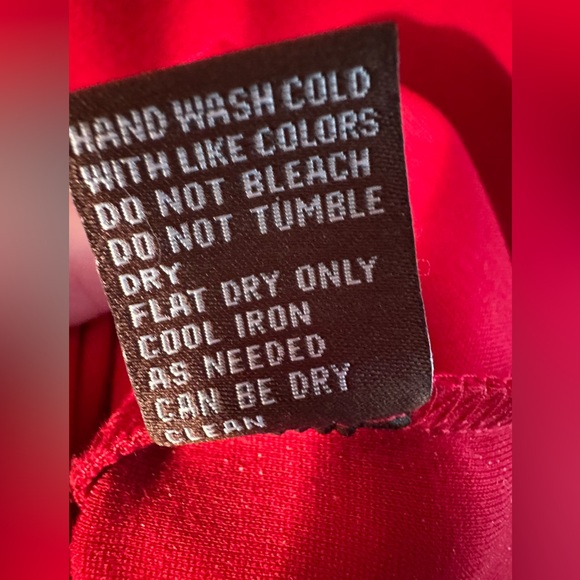 HAND WASH COLD
WITH LIKE COLORS
DO NOT BLEACH
DO NOT TUMBLE
DRY
FLAT DRY ONLY
COOL IRON
AS NEEDED
CAN BE DRY
CLEAN